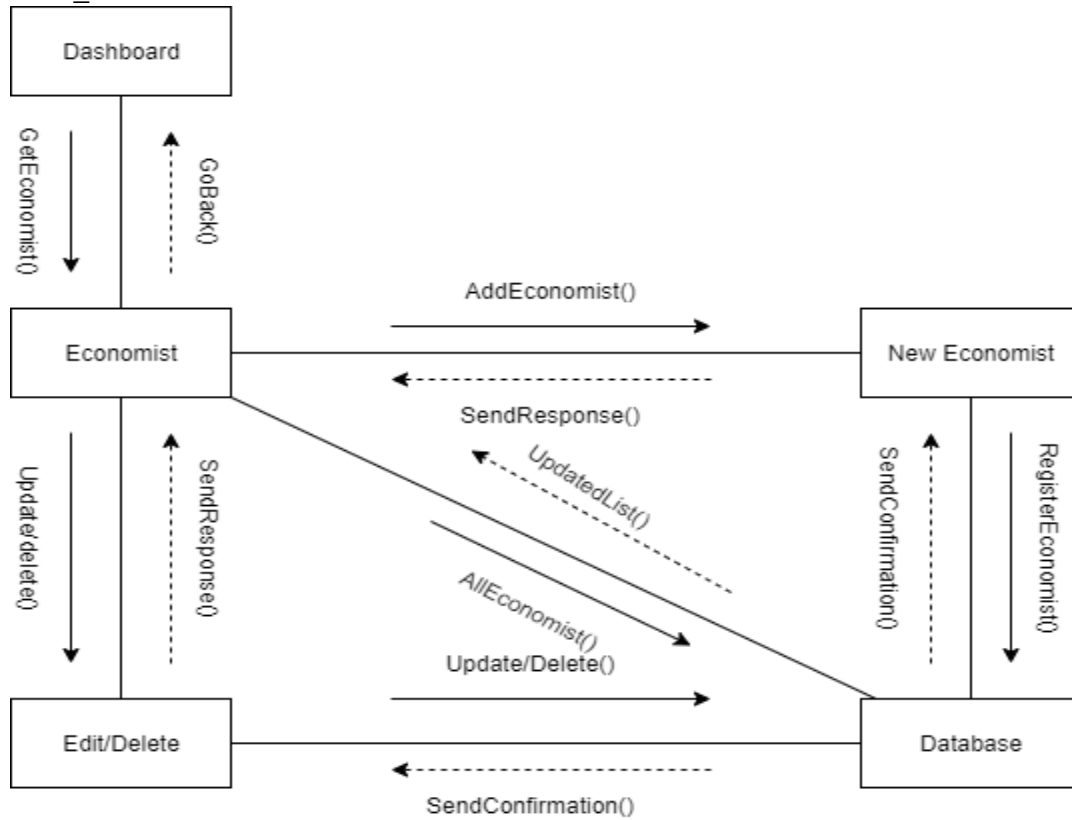 Dashboard
GetEconomist()
GoBack()
AddEconomist()
Economist
New Economist
SendResponse()
Update/delete()
SendResponse()
UpdatedList()
AllEconomist()
SendConfirmation()
RegisterEconomist()
Update/Delete()
Edit/Delete
Database
SendConfirmation()